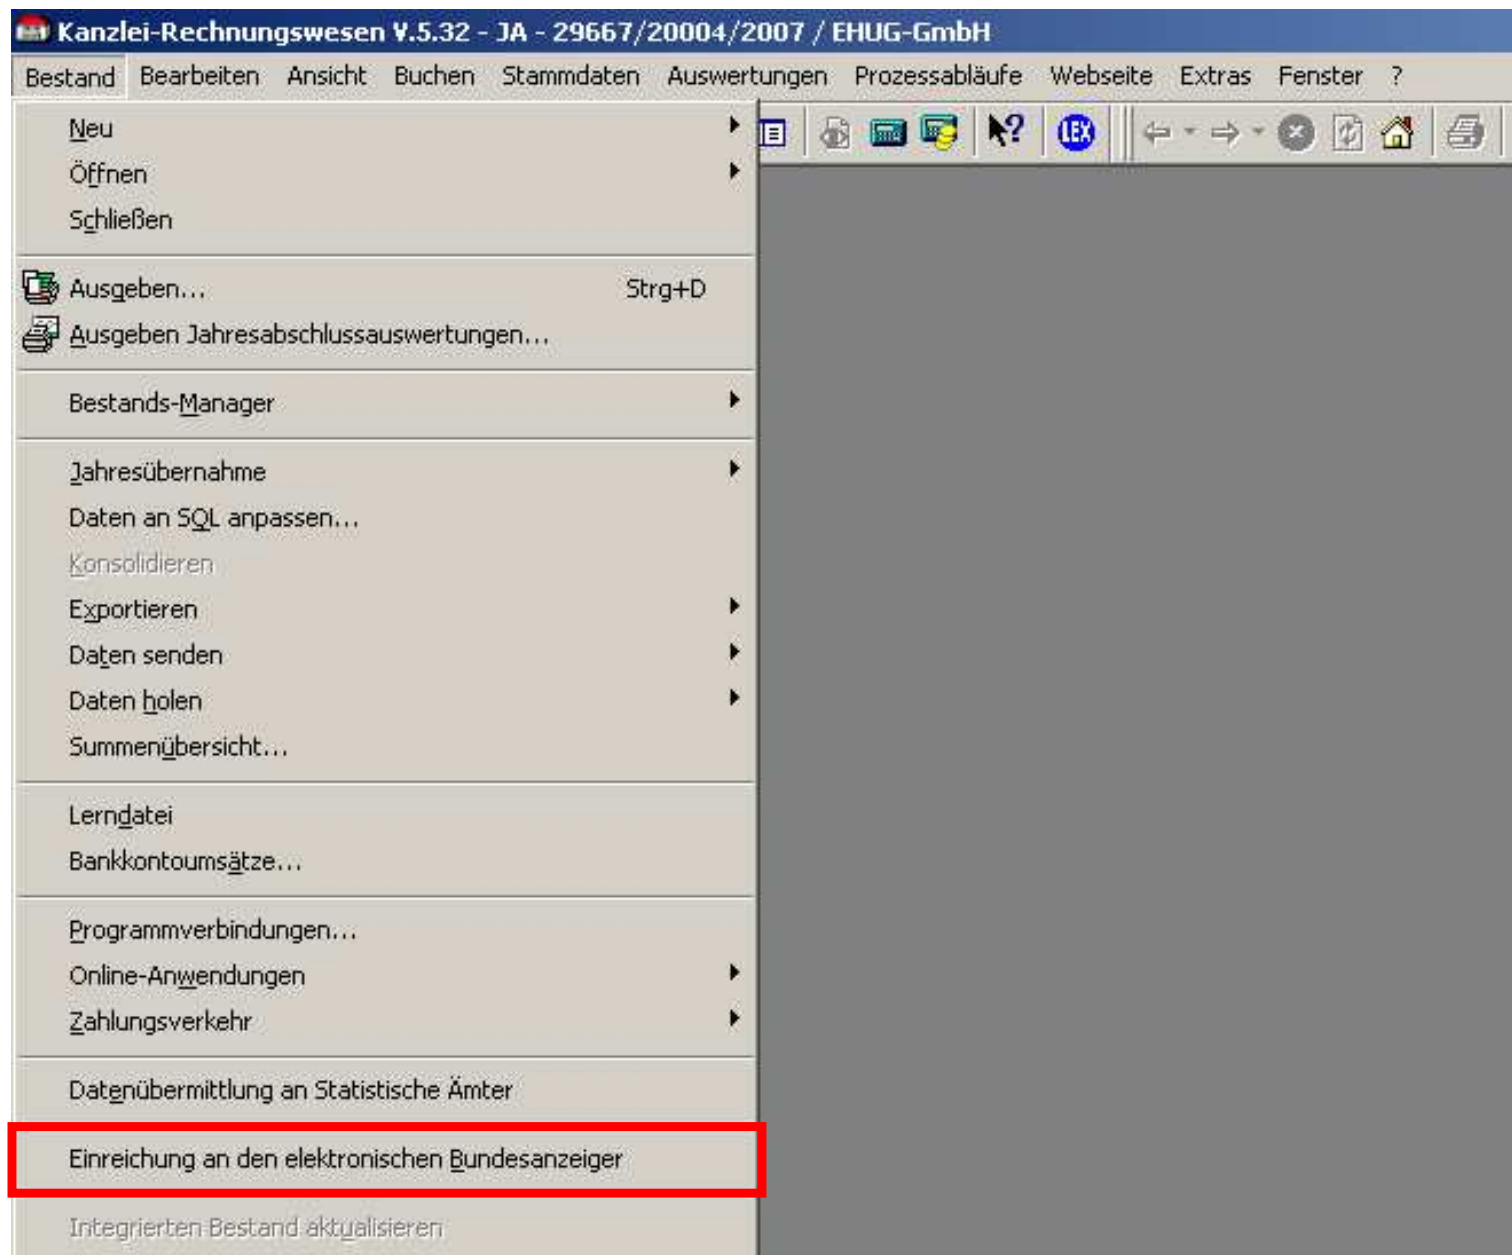 Kanzlei-Rechnungswesen V.5.32 - JA - 29667/20004/2007 / EHUG-GmbH
Bestand Bearbeiten Ansicht Buchen Stammdaten Auswertungen Prozessabläufe Webseite Extras Fenster ?
Neu
LEX
Öffnen
Schließen
Ausgeben... Strg+D
Ausgeben Jahresabschlussauswertungen...
Bestands-Manager
Jahresübernahme
Daten an SQL anpassen...
Konsolidieren
Exportieren
Daten senden
Daten holen
Summenübersicht...
Lerndatei
Bankkontoumsätze...
Programmverbindungen...
Online-Anwendungen
Zahlungsverkehr
Datenübermittlung an Statistische Ämter
Einreichung an den elektronischen Bundesanzeiger
Integrierten Bestand aktualisieren